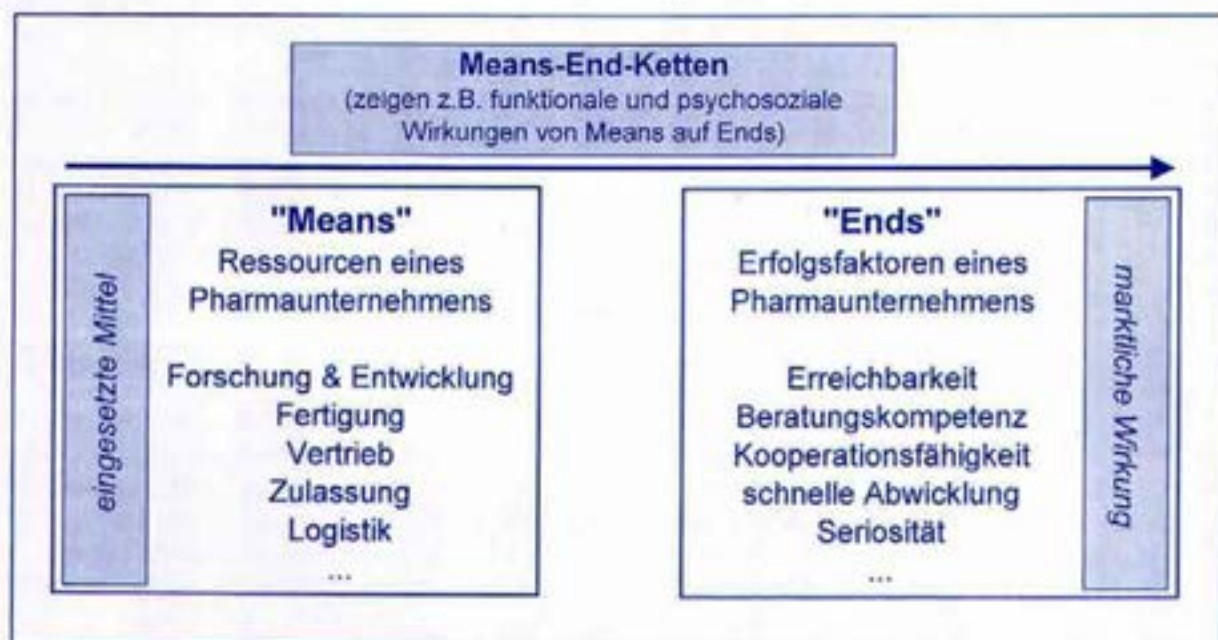 Means-End-Ketten
(zeigen z.B. funktionale und psychosoziale
Wirkungen von Means auf Ends)
eingesetzte Mittel
"Means"
Ressourcen eines
Pharmaunternehmens
Forschung & Entwicklung
Fertigung
Vertrieb
Zulassung
Logistik
...
"Ends"
Erfolgsfaktoren eines
Pharmaunternehmens
Erreichbarkeit
Beratungskompetenz
Kooperationsfähigkeit
schnelle Abwicklung
Seriosität
...
marktliche Wirkung